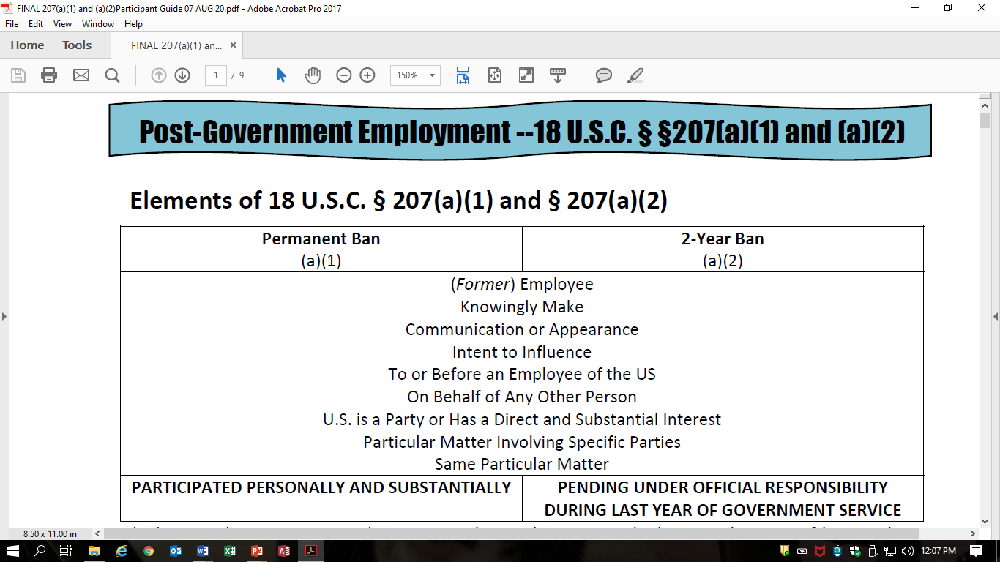 FINAL 207(a)(1) and (a)(2)Participant Guide 07 AUG 20.pdf - Adobe Acrobat Pro 2017
File Edit View Window Help
Home Tools FINAL 207(a)(1) an... ×
1 / 9 150%
Post-Government Employment --18 U.S.C. § §207(a)(1) and (a)(2)
Elements of 18 U.S.C. § 207(a)(1) and § 207(a)(2)
Permanent Ban
(a)(1)
2-Year Ban
(a)(2)
(Former) Employee
Knowingly Make
Communication or Appearance
Intent to Influence
To or Before an Employee of the US
On Behalf of Any Other Person
U.S. is a Party or Has a Direct and Substantial Interest
Particular Matter Involving Specific Parties
Same Particular Matter
PARTICIPATED PERSONALLY AND SUBSTANTIALLY
PENDING UNDER OFFICIAL RESPONSIBILITY
DURING LAST YEAR OF GOVERNMENT SERVICE
8.50 x 11.00 in
12:07 PM